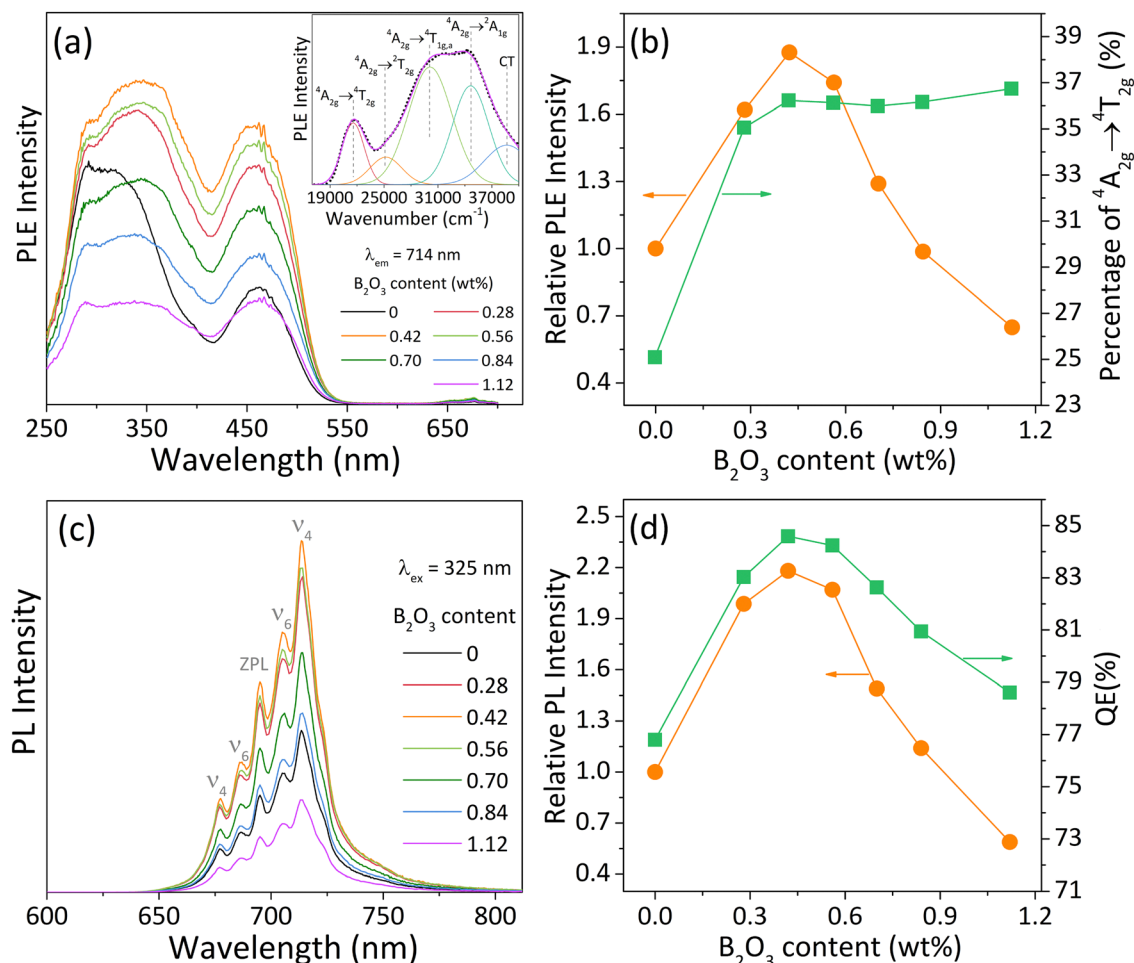 (a)
PLE Intensity
250 350 450 550 650
Wavelength (nm)
PLE Intensity
⁴A₂g→⁴T₂g
⁴A₂g→²T₂g
⁴A₂g→⁴T₁g,a
⁴A₂g→²A₁g
CT
19000 25000 31000 37000
Wavenumber (cm⁻¹)
λem = 714 nm
B₂O₃ content (wt%)
0 0.28
0.42 0.56
0.70 0.84
1.12
(b)
Relative PLE Intensity
1.9
1.6
1.3
1.0
0.7
0.4
39
37
35
33
31
29
27
25
23
Percentage of ⁴A₂g→⁴T₂g (%)
0.0 0.3 0.6 0.9 1.2
B₂O₃ content (wt%)
(c)
PL Intensity
ν₄
ν₆
ZPL
ν₆
ν₄
λex = 325 nm
B₂O₃ content
0
0.28
0.42
0.56
0.70
0.84
1.12
600 650 700 750 800
Wavelength (nm)
(d)
Relative PL Intensity
2.5
2.2
1.9
1.6
1.3
1.0
0.7
0.4
85
83
81
79
77
75
73
71
QE(%)
0.0 0.3 0.6 0.9 1.2
B₂O₃ content (wt%)